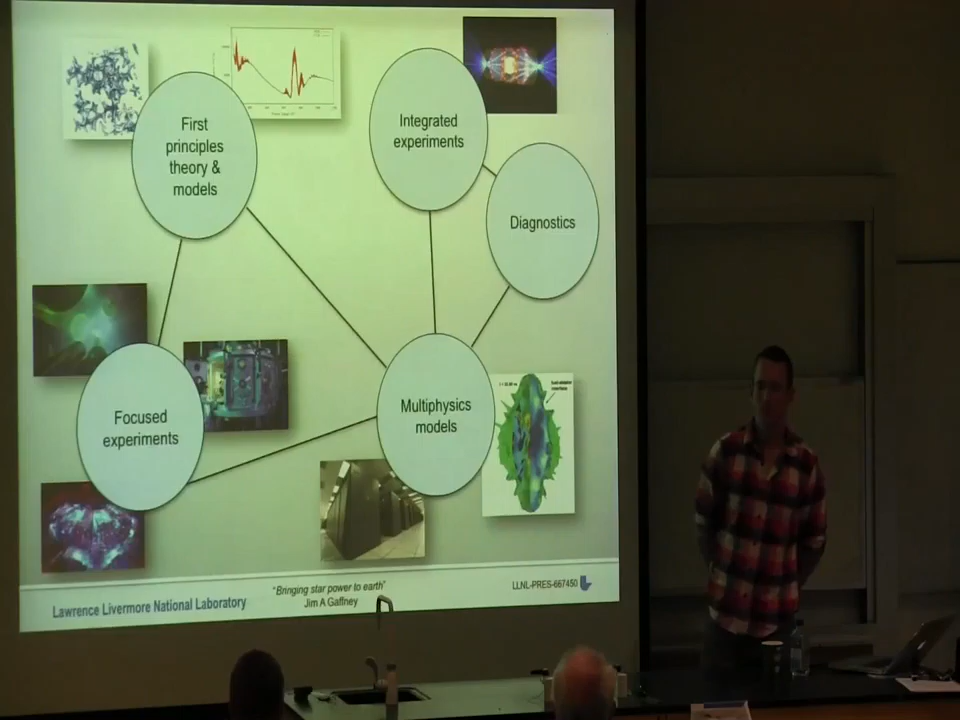 First
principles
theory &
models
Integrated
experiments
Diagnostics
Focused
experiments
Multiphysics
models
Lawrence Livermore National Laboratory
"Bringing star power to earth"
Jim A Gaffney
LLNL-PRES-667450